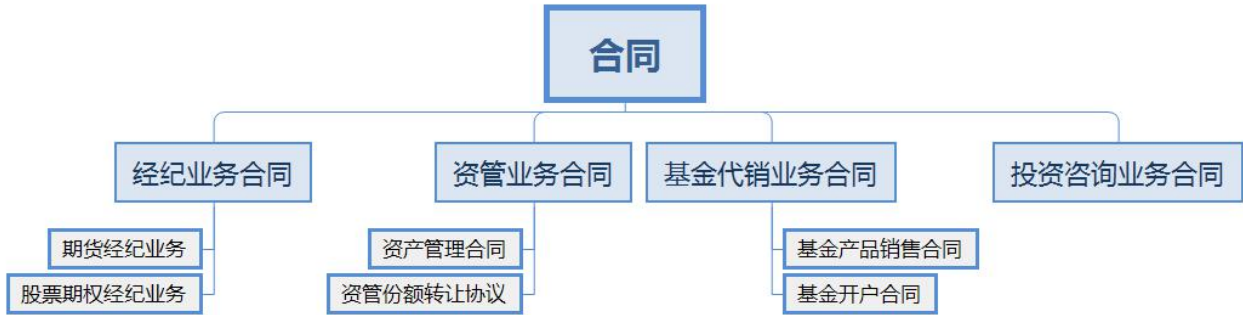 合同
经纪业务合同
资管业务合同
基金代销业务合同
投资咨询业务合同
期货经纪业务
资产管理合同
基金产品销售合同
股票期权经纪业务
资管份额转让协议
基金开户合同